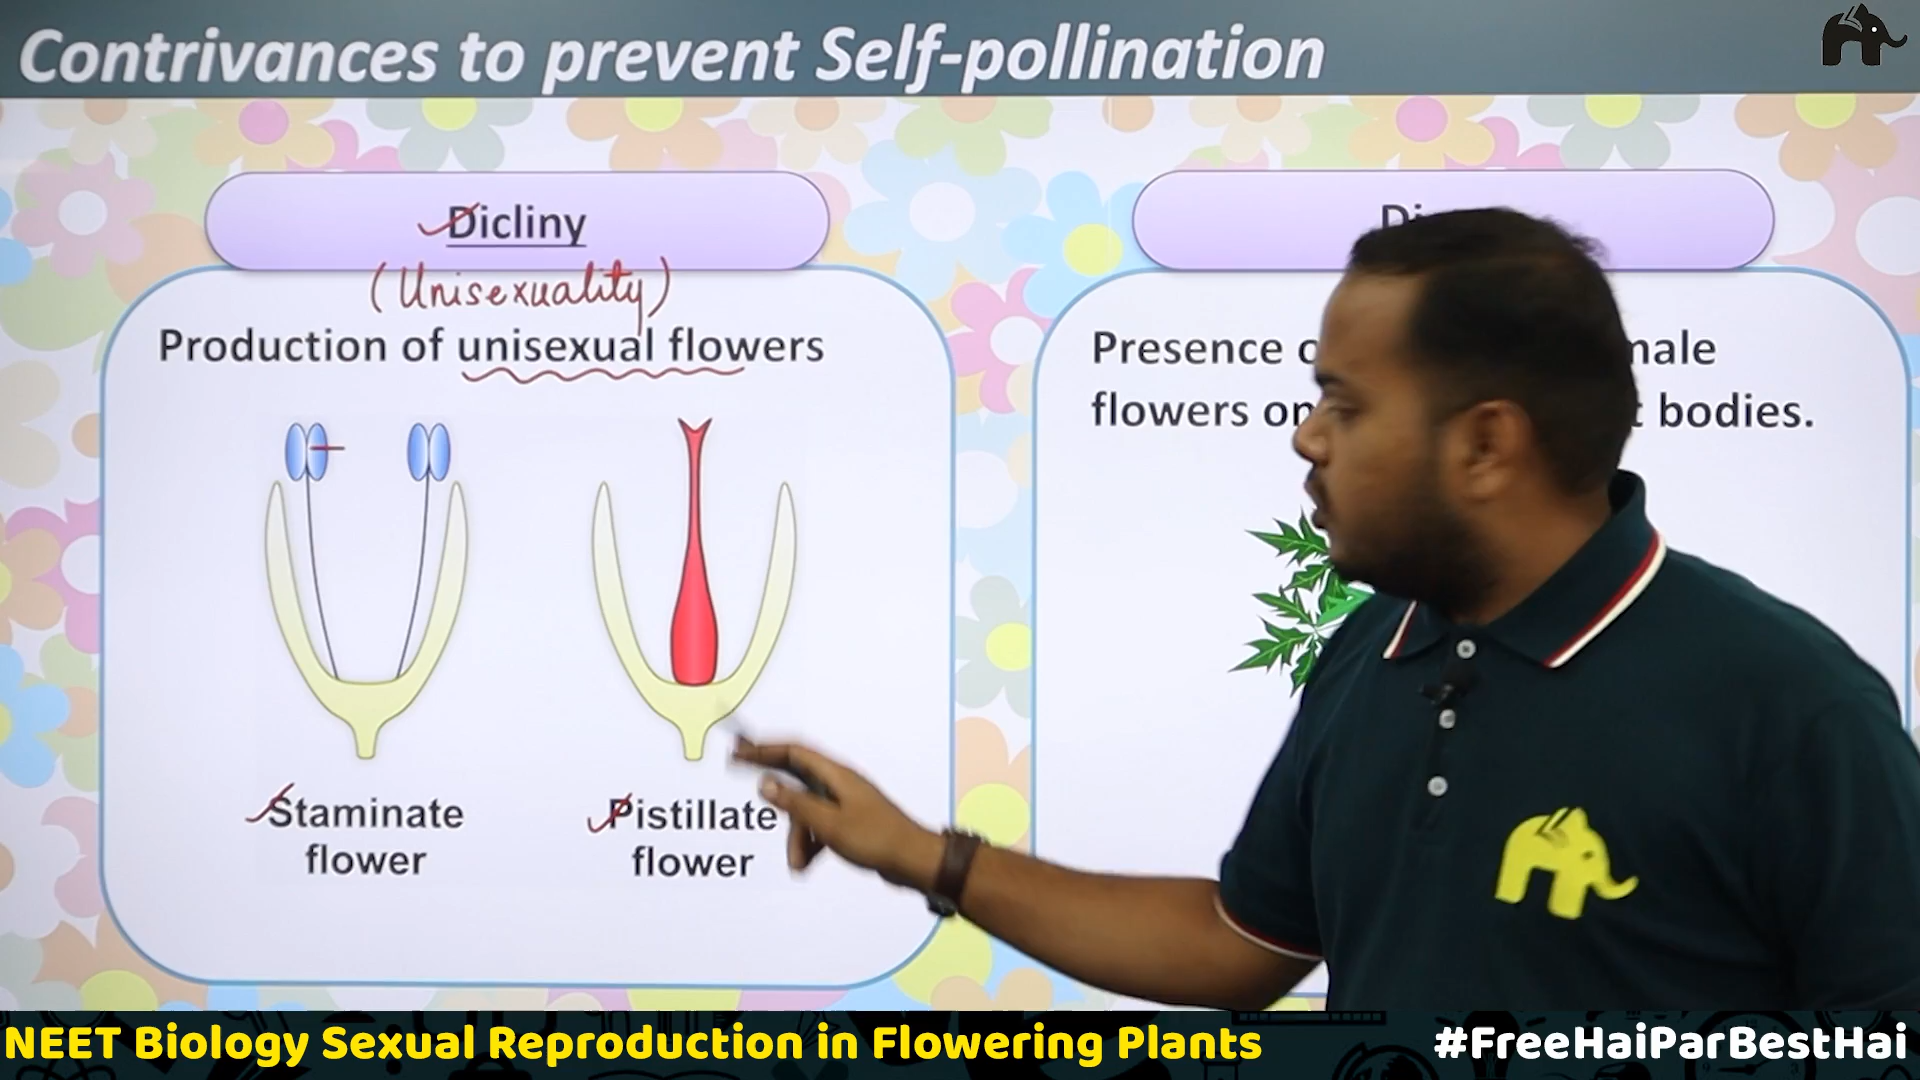 Contrivances to prevent Self-pollination
Dicliny
(Unisexuality)
Production of unisexual flowers
Staminate
flower
Pistillate
flower
Presence male
flowers on bodies.
NEET Biology Sexual Reproduction in Flowering Plants
#FreeHaiParBestHai